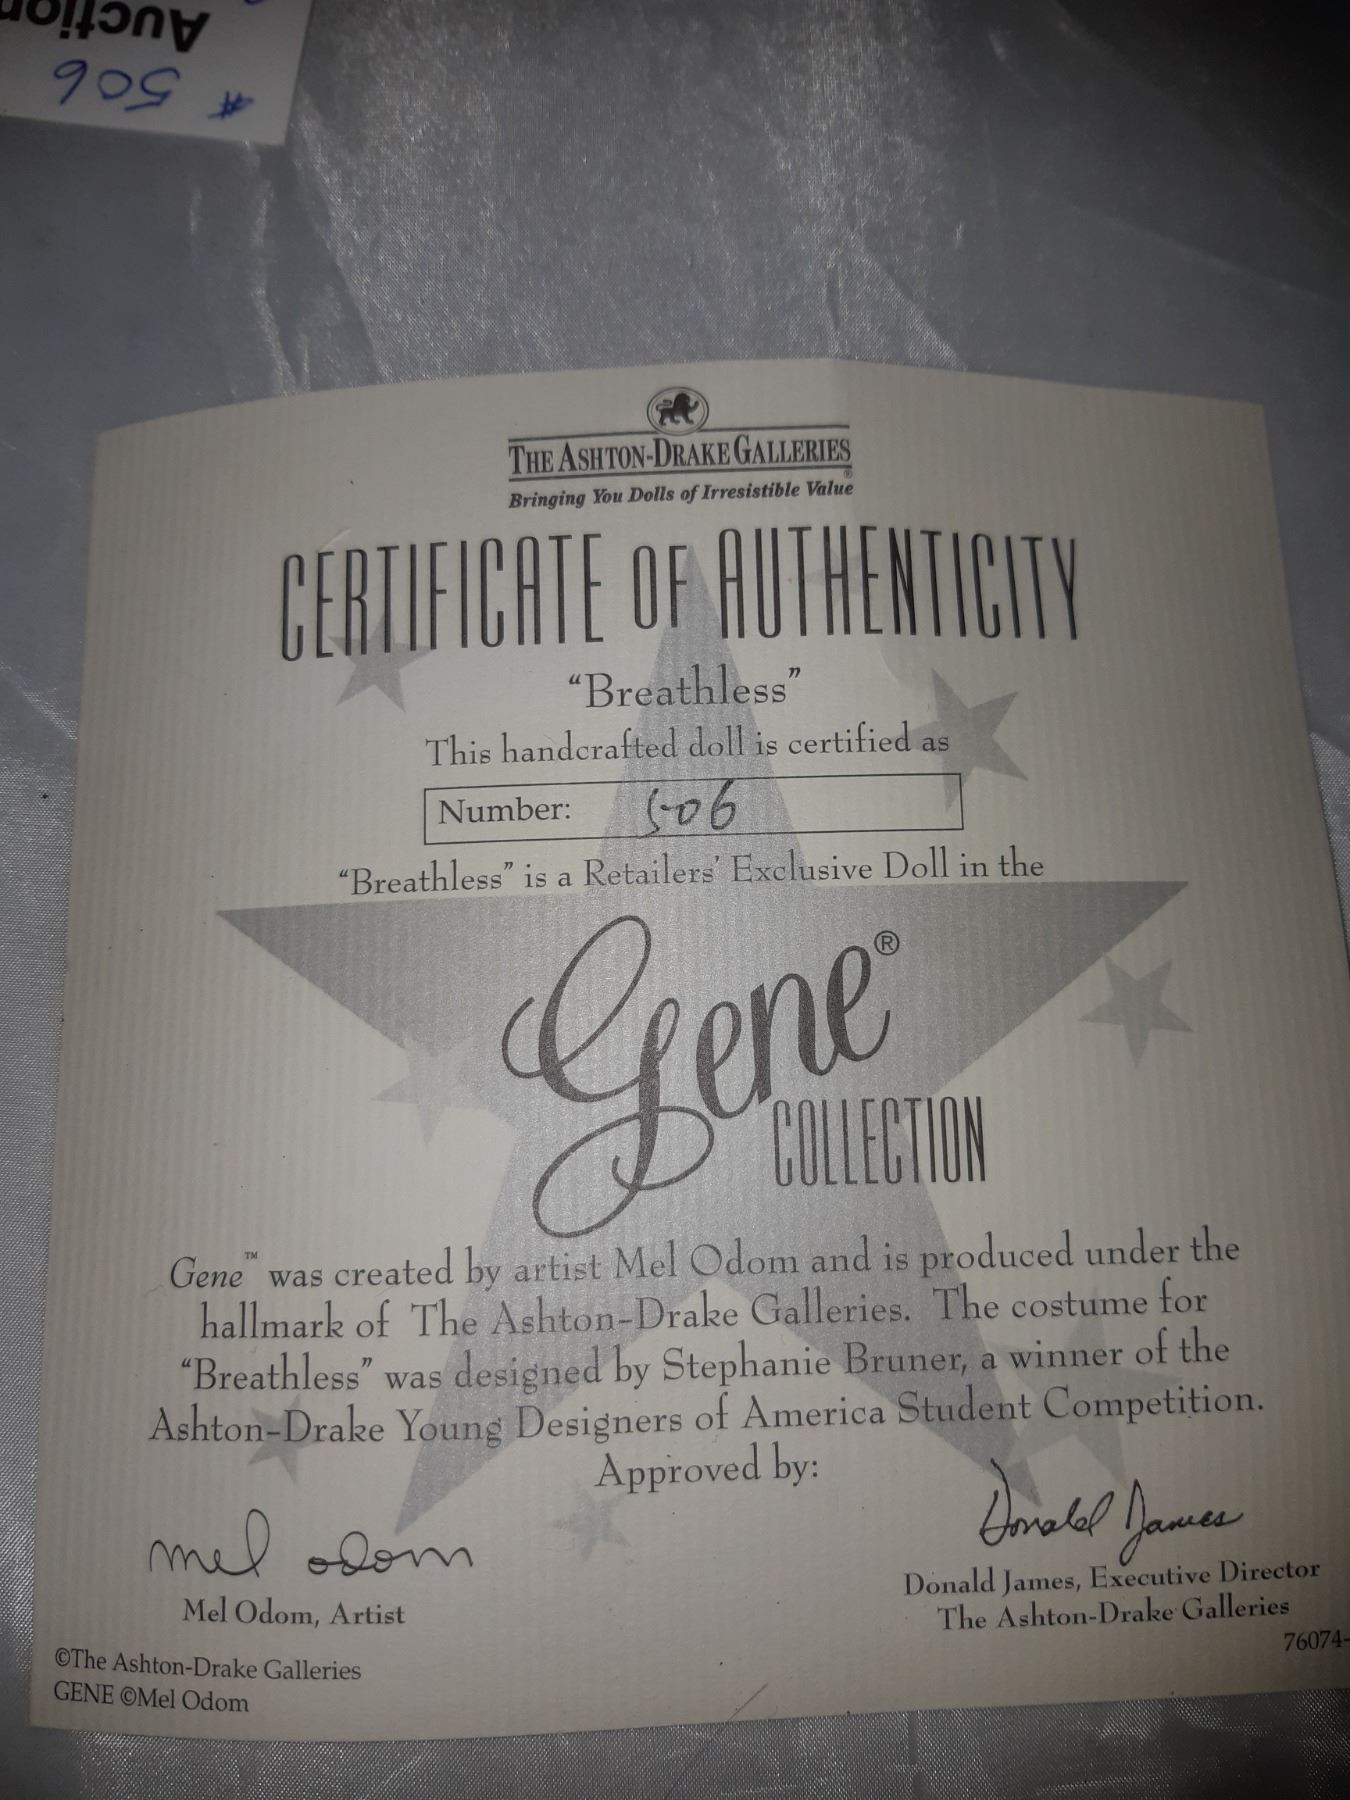 Auction
# 506
THE ASHTON-DRAKE GALLERIES
®
Bringing You Dolls of Irresistible Value
CERTIFICATE OF AUTHENTICITY
“Breathless”
This handcrafted doll is certified as
Number: 506
“Breathless” is a Retailers’ Exclusive Doll in the
Gene®
COLLECTION
Gene™ was created by artist Mel Odom and is produced under the
hallmark of The Ashton-Drake Galleries. The costume for
“Breathless” was designed by Stephanie Bruner, a winner of the
Ashton-Drake Young Designers of America Student Competition.
Approved by:
mel odom
Mel Odom, Artist
Donald James
Donald James, Executive Director
The Ashton-Drake Galleries
76074-
©The Ashton-Drake Galleries
GENE ©Mel Odom